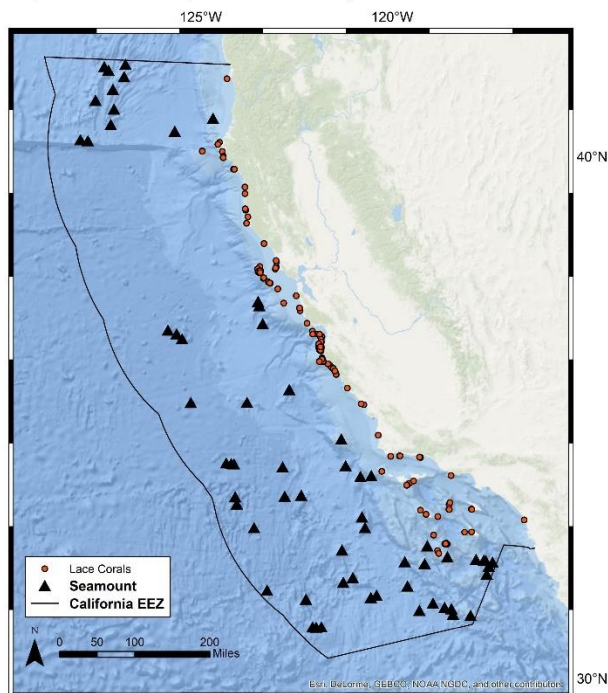 125°W
120°W
40°N
Lace Corals
Seamount
California EEZ
N
0 50 100 200
Miles
Esri, DeLorme, GEBCO, NOAA NGDC, and other contributors
30°N